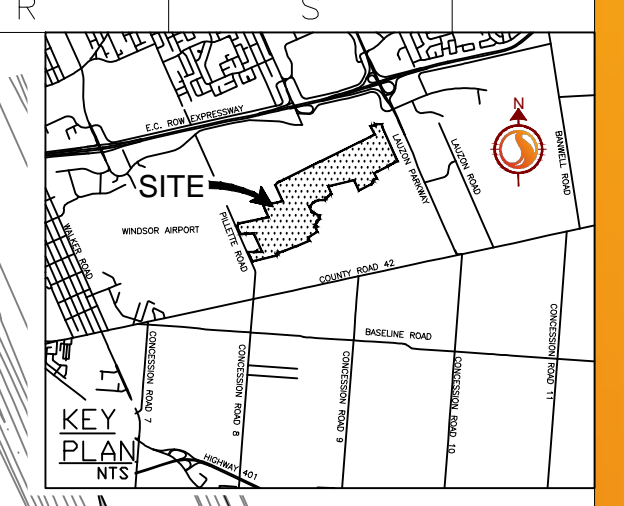 R
S
E.C. ROW EXPRESSWAY
N
SITE
LAUZON PARKWAY
LAUZON ROAD
BANWELL ROAD
WINDSOR AIRPORT
PILLETTE ROAD
WALKER ROAD
COUNTY ROAD 42
BASELINE ROAD
CONCESSION ROAD 7
CONCESSION ROAD 8
CONCESSION ROAD 9
CONCESSION ROAD 10
CONCESSION ROAD 11
KEY
PLAN
NTS
HIGHWAY 401